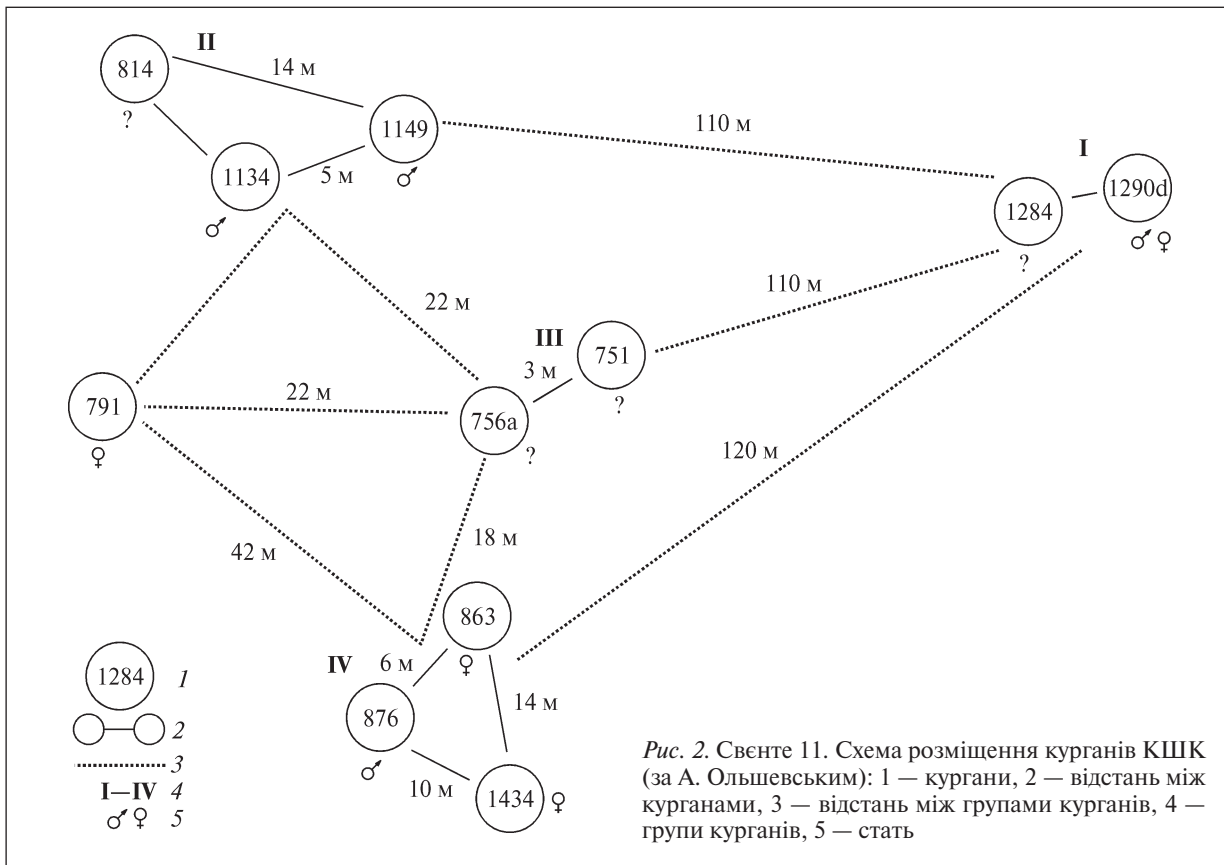 II
814
14 м
?
1149
♂
1134
5 м
♂
110 м
I
1290d
♂♀
1284
?
110 м
22 м
III
751
3 м
?
791
♀
22 м
756a
?
120 м
42 м
18 м
863
♀
IV
6 м
876
♂
14 м
10 м
1434
♀
1284 1
2
3
I—IV 4
♂♀ 5
Рис. 2. Свєнте 11. Схема розміщення курганів КШК
(за А. Ольшевським): 1 — кургани, 2 — відстань між
курганами, 3 — відстань між групами курганів, 4 —
групи курганів, 5 — стать